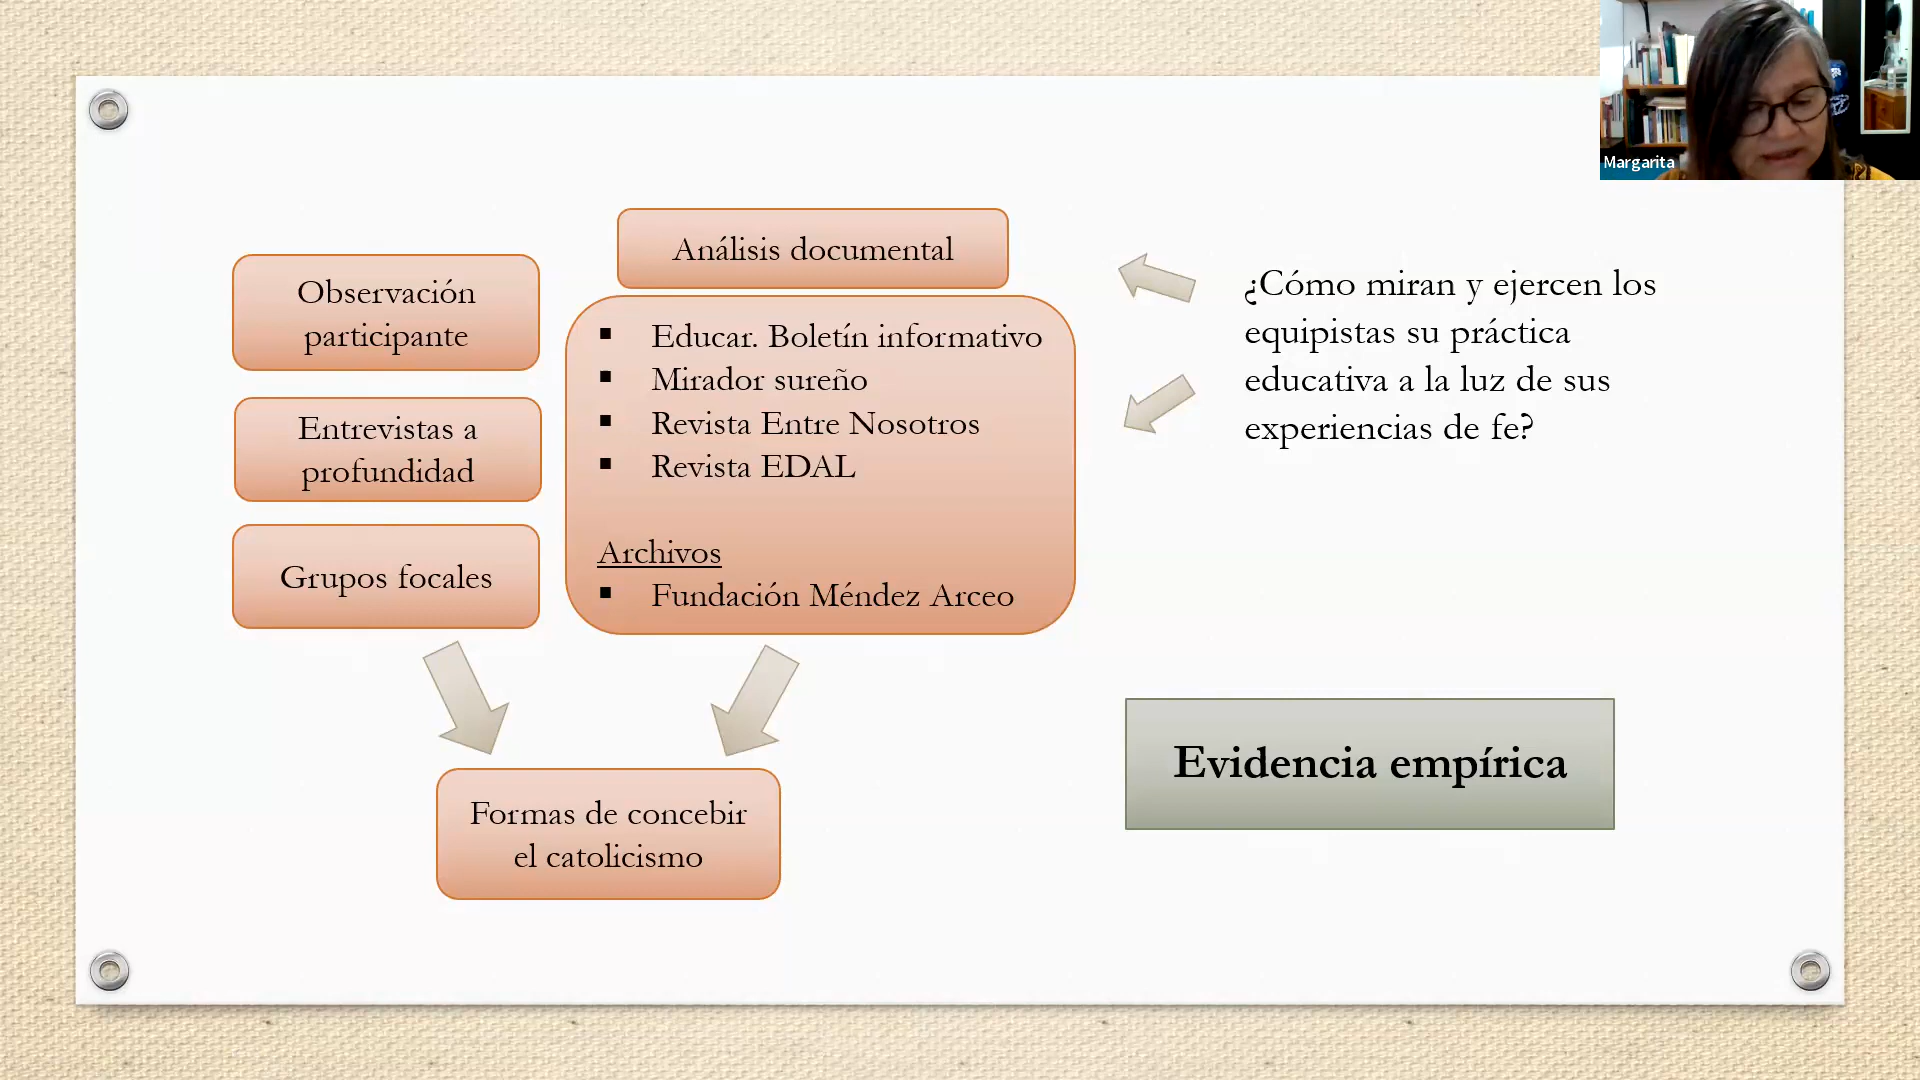 Margarita
Observación
participante
Entrevistas a
profundidad
Grupos focales
Análisis documental
▪ Educar. Boletín informativo
▪ Mirador sureño
▪ Revista Entre Nosotros
▪ Revista EDAL
Archivos
▪ Fundación Méndez Arceo
¿Cómo miran y ejercen los
equipistas su práctica
educativa a la luz de sus
experiencias de fe?
Formas de concebir
el catolicismo
Evidencia empírica